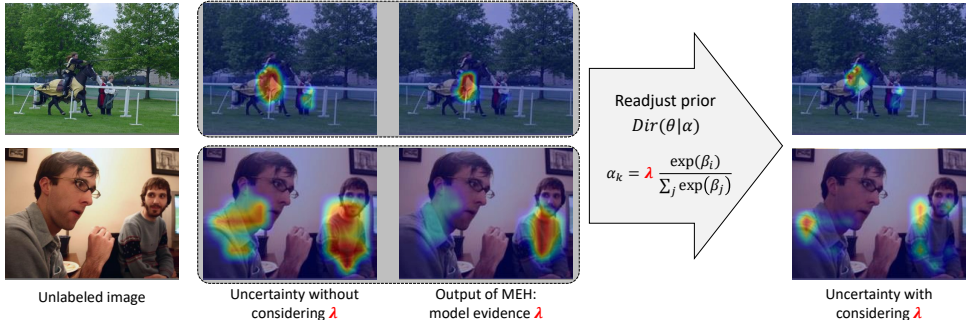 Readjust prior
Dir(θ|α)
α_k = λ exp(β_i) / ∑_j exp(β_j)
Unlabeled image
Uncertainty without
considering λ
Output of MEH:
model evidence λ
Uncertainty with
considering λ